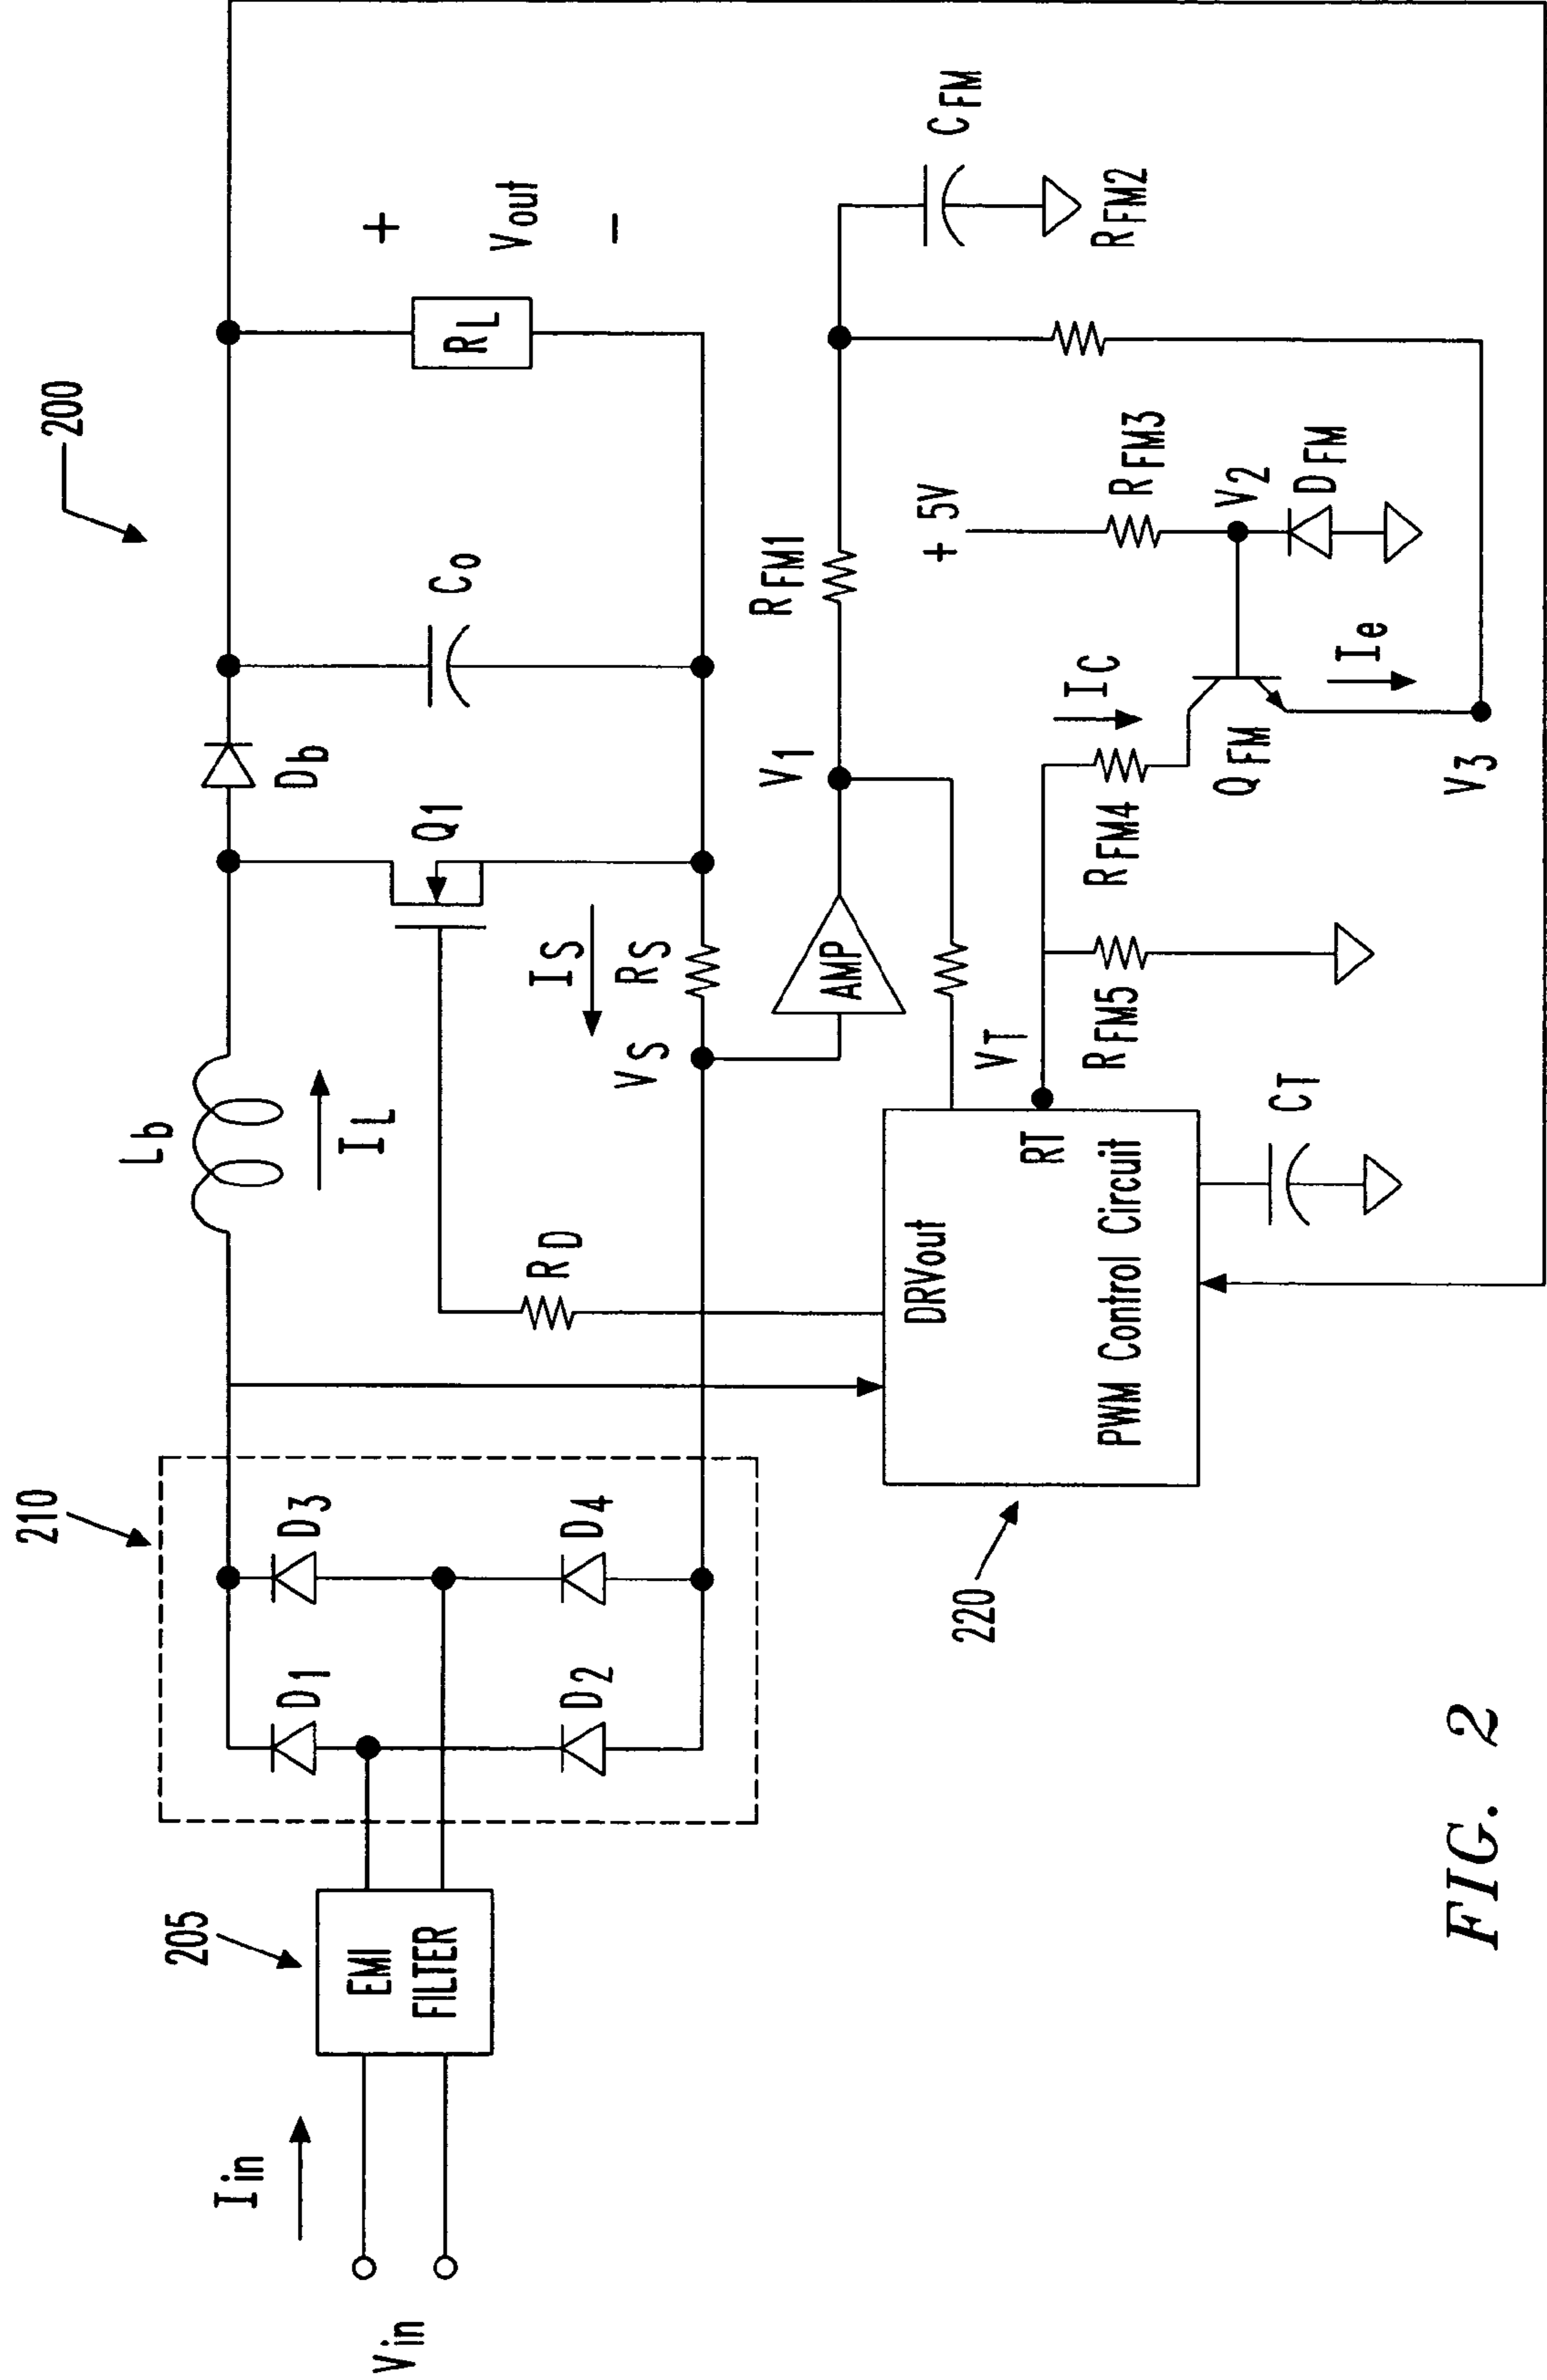 200
210
Lb
IL
Db
Q1
Co
RL
+
Vout
−
205
EMI
FILTER
D1
D3
D2
D4
Iin
Vin
RD
IS
RS
VS
AMP
V1
RFM1
CFM
RFM2
220
DRVout
RT
PWM Control Circuit
VT
RFM5
RFM4
IC
+ 5V
RFM3
V2
DFM
QFM
Ie
V3
CT
FIG. 2